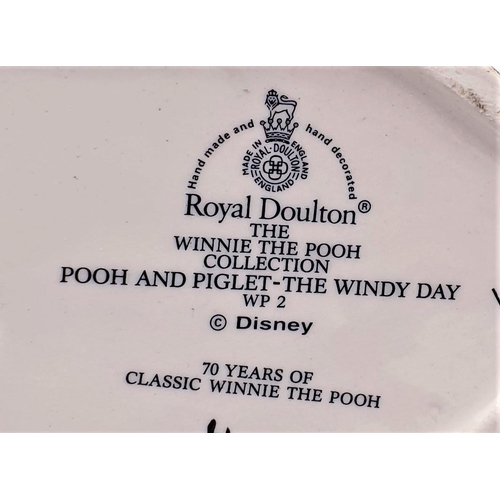 Hand made and hand decorated
MADE IN ENGLAND
ROYAL·DOULTON
ENGLAND
Royal Doulton®
THE
WINNIE THE POOH
COLLECTION
POOH AND PIGLET-THE WINDY DAY
WP 2
© Disney
70 YEARS OF
CLASSIC WINNIE THE POOH